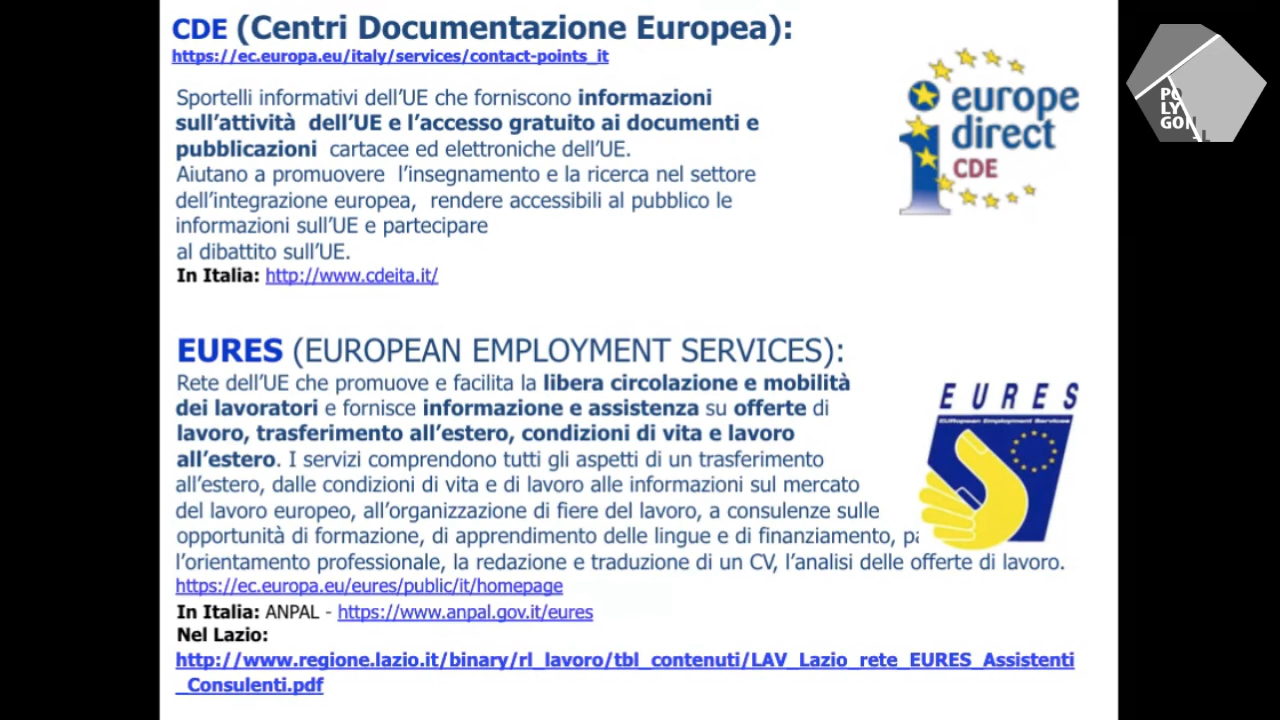 CDE (Centri Documentazione Europea):
https://ec.europa.eu/italy/services/contact-points_it
Sportelli informativi dell'UE che forniscono informazioni
sull'attività dell'UE e l'accesso gratuito ai documenti e
pubblicazioni cartacee ed elettroniche dell'UE.
Aiutano a promuovere l'insegnamento e la ricerca nel settore
dell'integrazione europea, rendere accessibili al pubblico le
informazioni sull'UE e partecipare
al dibattito sull'UE.
In Italia: http://www.cdeita.it/
europe
direct
CDE
PO
LY
GON
AL
EURES (EUROPEAN EMPLOYMENT SERVICES):
Rete dell'UE che promuove e facilita la libera circolazione e mobilità
dei lavoratori e fornisce informazione e assistenza su offerte di
lavoro, trasferimento all'estero, condizioni di vita e lavoro
all'estero. I servizi comprendono tutti gli aspetti di un trasferimento
all'estero, dalle condizioni di vita e di lavoro alle informazioni sul mercato
del lavoro europeo, all'organizzazione di fiere del lavoro, a consulenze sulle
opportunità di formazione, di apprendimento delle lingue e di finanziamento,
l'orientamento professionale, la redazione e traduzione di un CV, l'analisi delle offerte di lavoro.
https://ec.europa.eu/eures/public/it/homepage
In Italia: ANPAL - https://www.anpal.gov.it/eures
Nel Lazio:
http://www.regione.lazio.it/binary/rl_lavoro/tbl_contenuti/LAV_Lazio_rete_EURES_Assistenti
_Consulenti.pdf
EURES
EURopean Employment Services